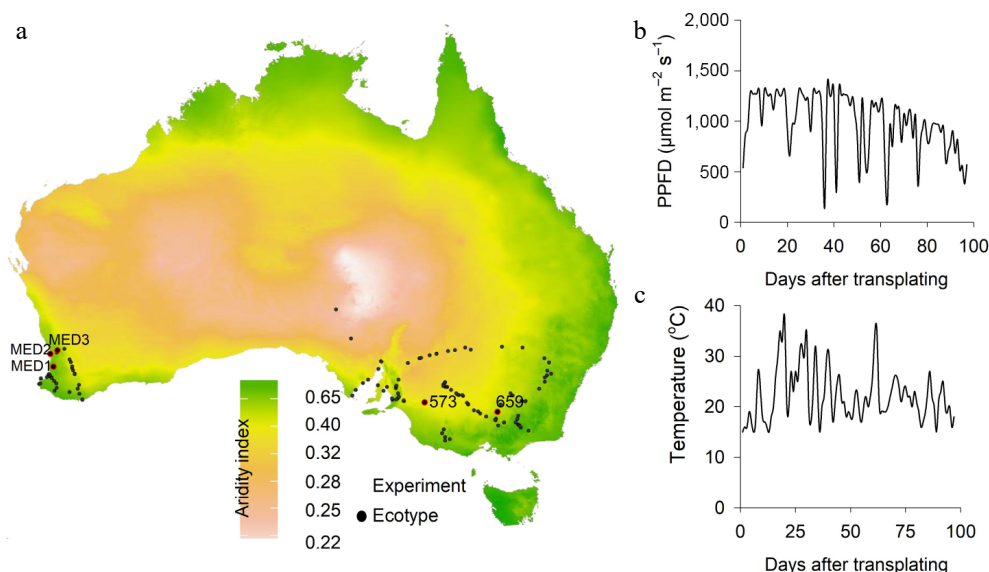 a
MED2
MED3
MED1
573
659
Aridity index
0.65
0.40
0.32
0.28
0.25
0.22
Experiment
Ecotype
b
PPFD (µmol m⁻² s⁻¹)
2,000
1,500
1,000
500
0
0 20 40 60 80 100
Days after transplating
c
Temperature (°C)
40
30
20
10
0
0 25 50 75 100
Days after transplating